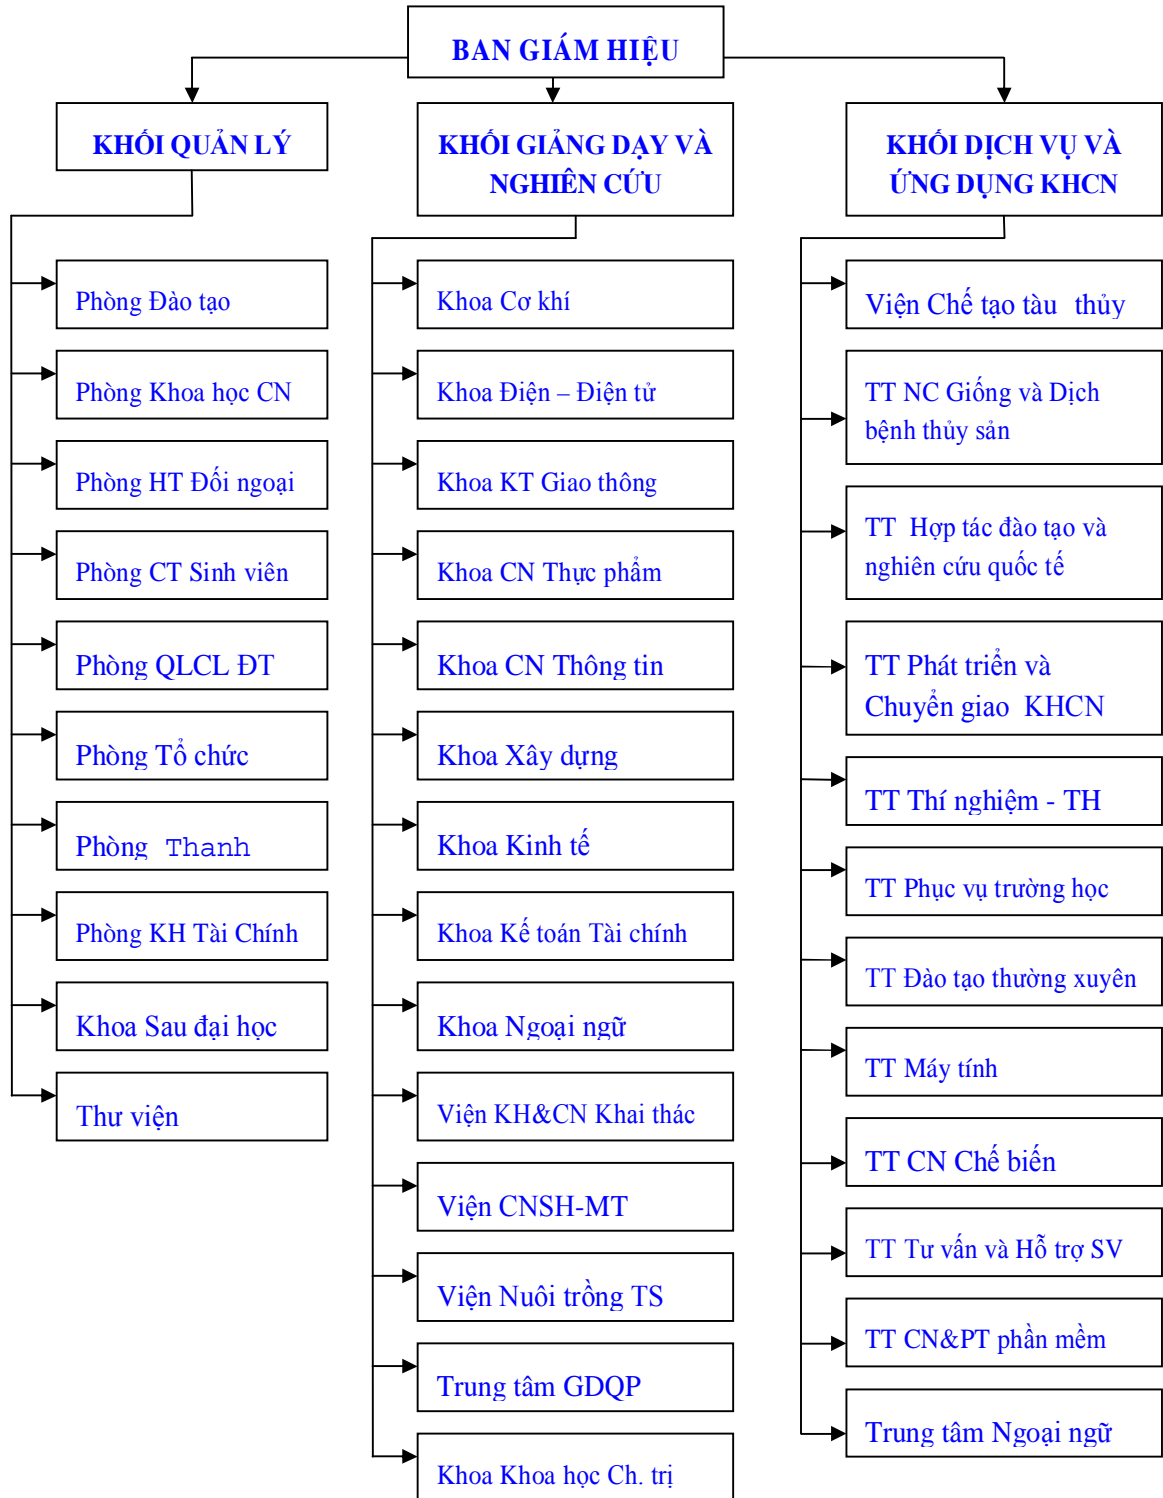 BAN GIÁM HIỆU
KHỐI QUẢN LÝ
Phòng Đào tạo
Phòng Khoa học CN
Phòng HT Đối ngoại
Phòng CT Sinh viên
Phòng QLCL ĐT
Phòng Tổ chức
Phòng Thanh
Phòng KH Tài Chính
Khoa Sau đại học
Thư viện
KHỐI GIẢNG DẠY VÀ
NGHIÊN CỨU
Khoa Cơ khí
Khoa Điện – Điện tử
Khoa KT Giao thông
Khoa CN Thực phẩm
Khoa CN Thông tin
Khoa Xây dựng
Khoa Kinh tế
Khoa Kế toán Tài chính
Khoa Ngoại ngữ
Viện KH&CN Khai thác
Viện CNSH-MT
Viện Nuôi trồng TS
Trung tâm GDQP
Khoa Khoa học Ch. trị
KHỐI DỊCH VỤ VÀ
ỨNG DỤNG KHCN
Viện Chế tạo tàu thủy
TT NC Giống và Dịch
bệnh thủy sản
TT Hợp tác đào tạo và
nghiên cứu quốc tế
TT Phát triển và
Chuyển giao KHCN
TT Thí nghiệm - TH
TT Phục vụ trường học
TT Đào tạo thường xuyên
TT Máy tính
TT CN Chế biến
TT Tư vấn và Hỗ trợ SV
TT CN&PT phần mềm
Trung tâm Ngoại ngữ